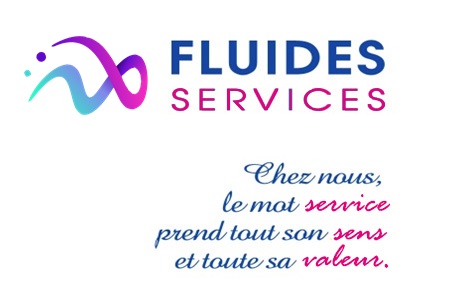 FLUIDES
SERVICES
Chez nous,
le mot service
prend tout son sens
et toute sa valeur.